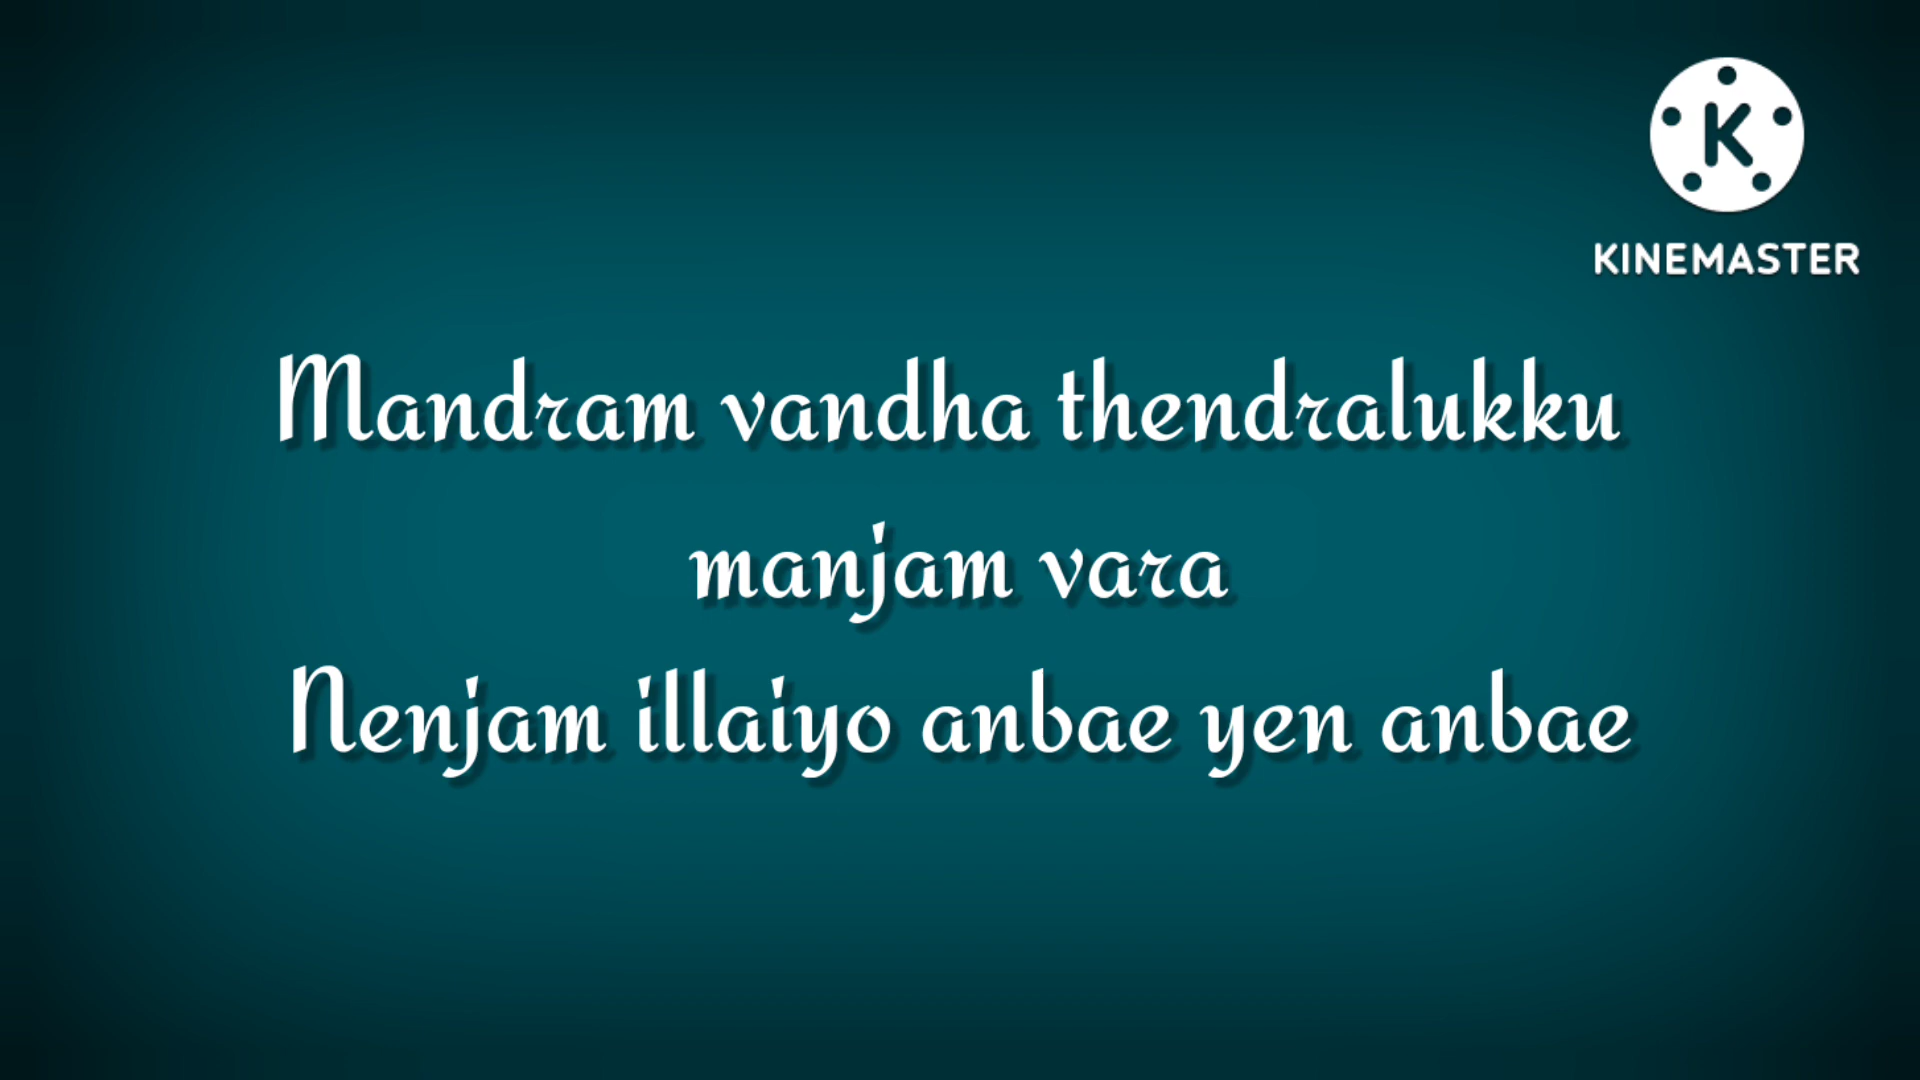 K
KINEMASTER
Mandram vandha thendralukku
manjam vara
Nenjam illaiyo anbae yen anbae